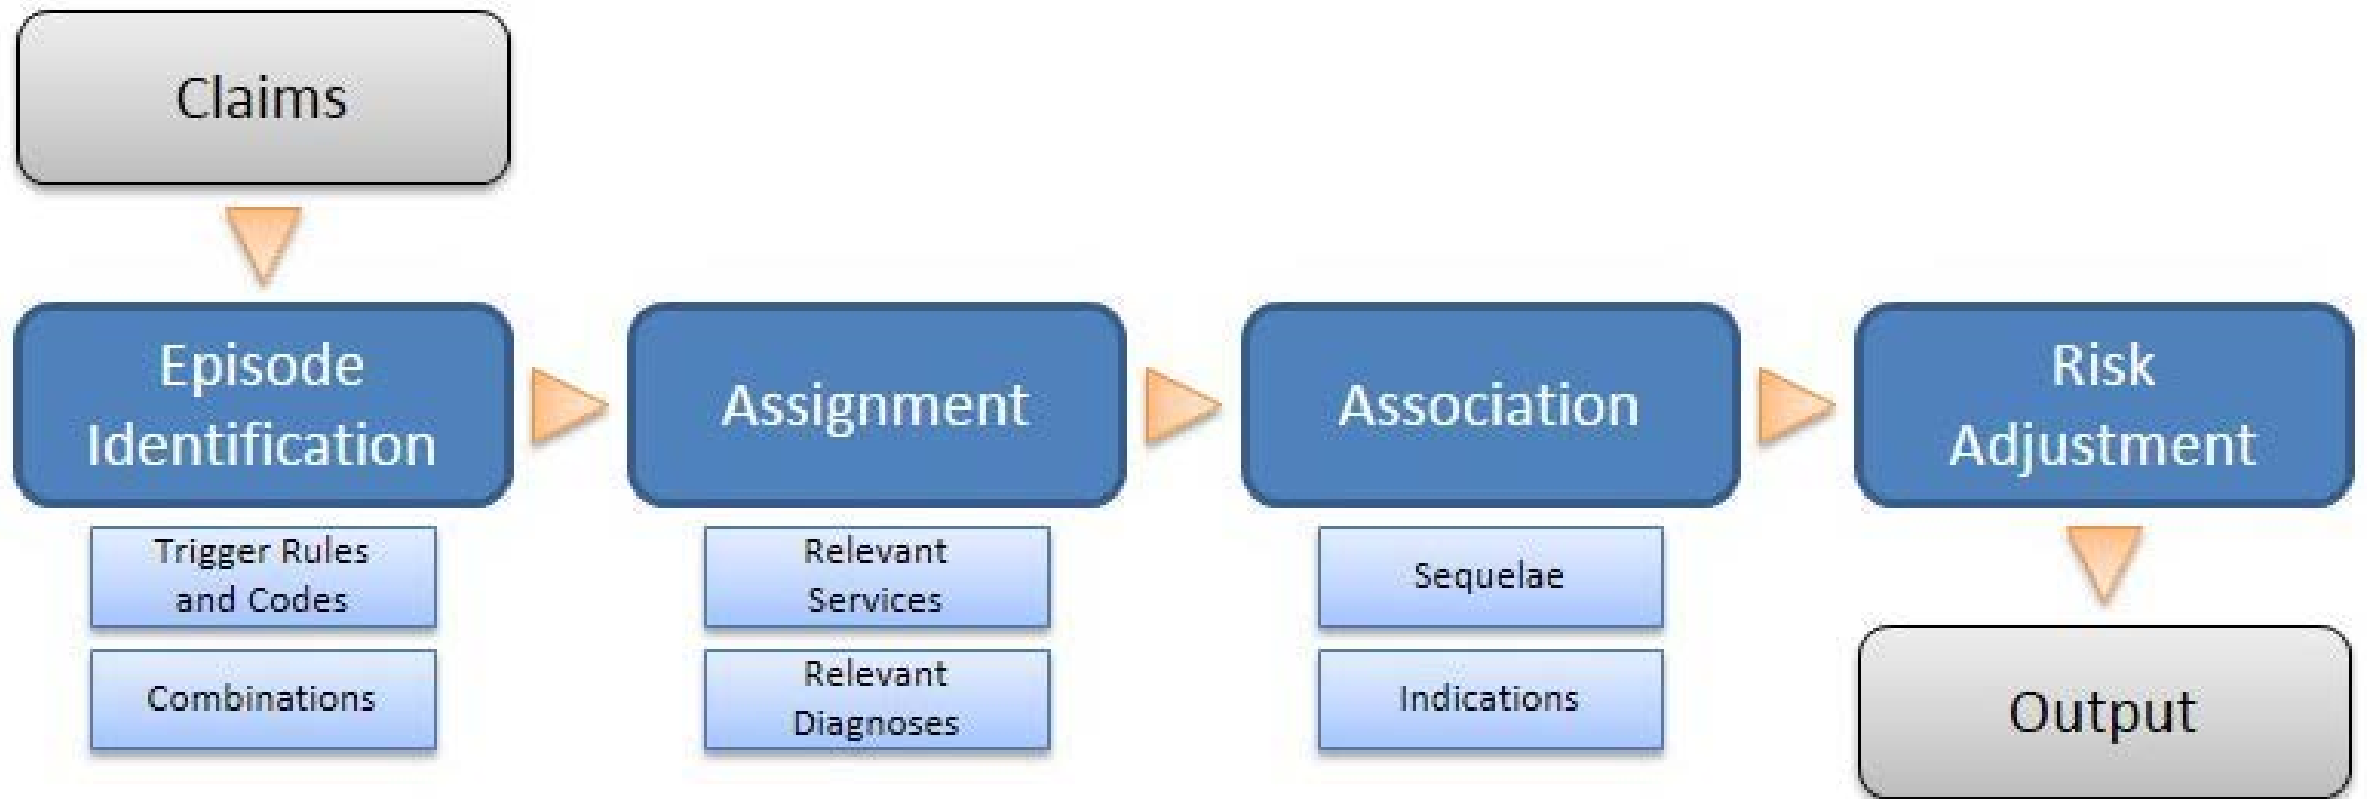 Claims
Episode
Identification
Trigger Rules
and Codes
Combinations
Assignment
Relevant
Services
Relevant
Diagnoses
Association
Sequelae
Indications
Risk
Adjustment
Output